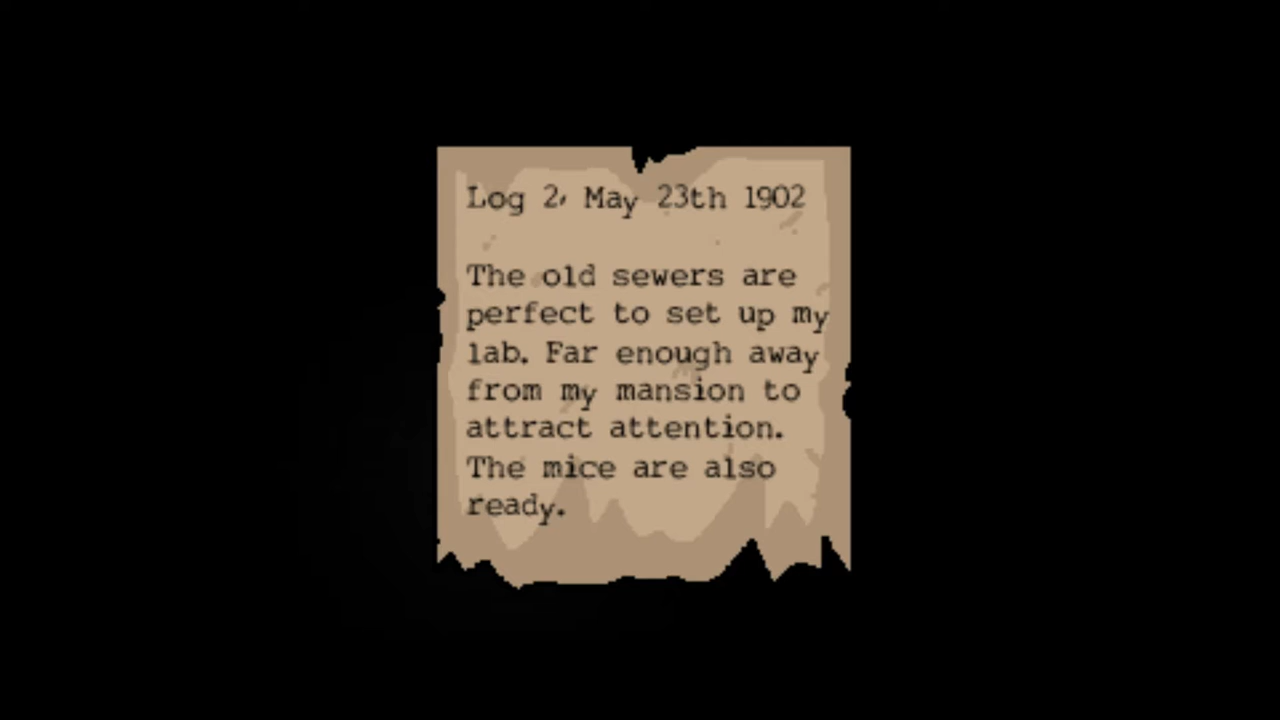 Log 2, May 23th 1902
The old sewers are
perfect to set up my
lab. Far enough away
from my mansion to
attract attention.
The mice are also
ready.